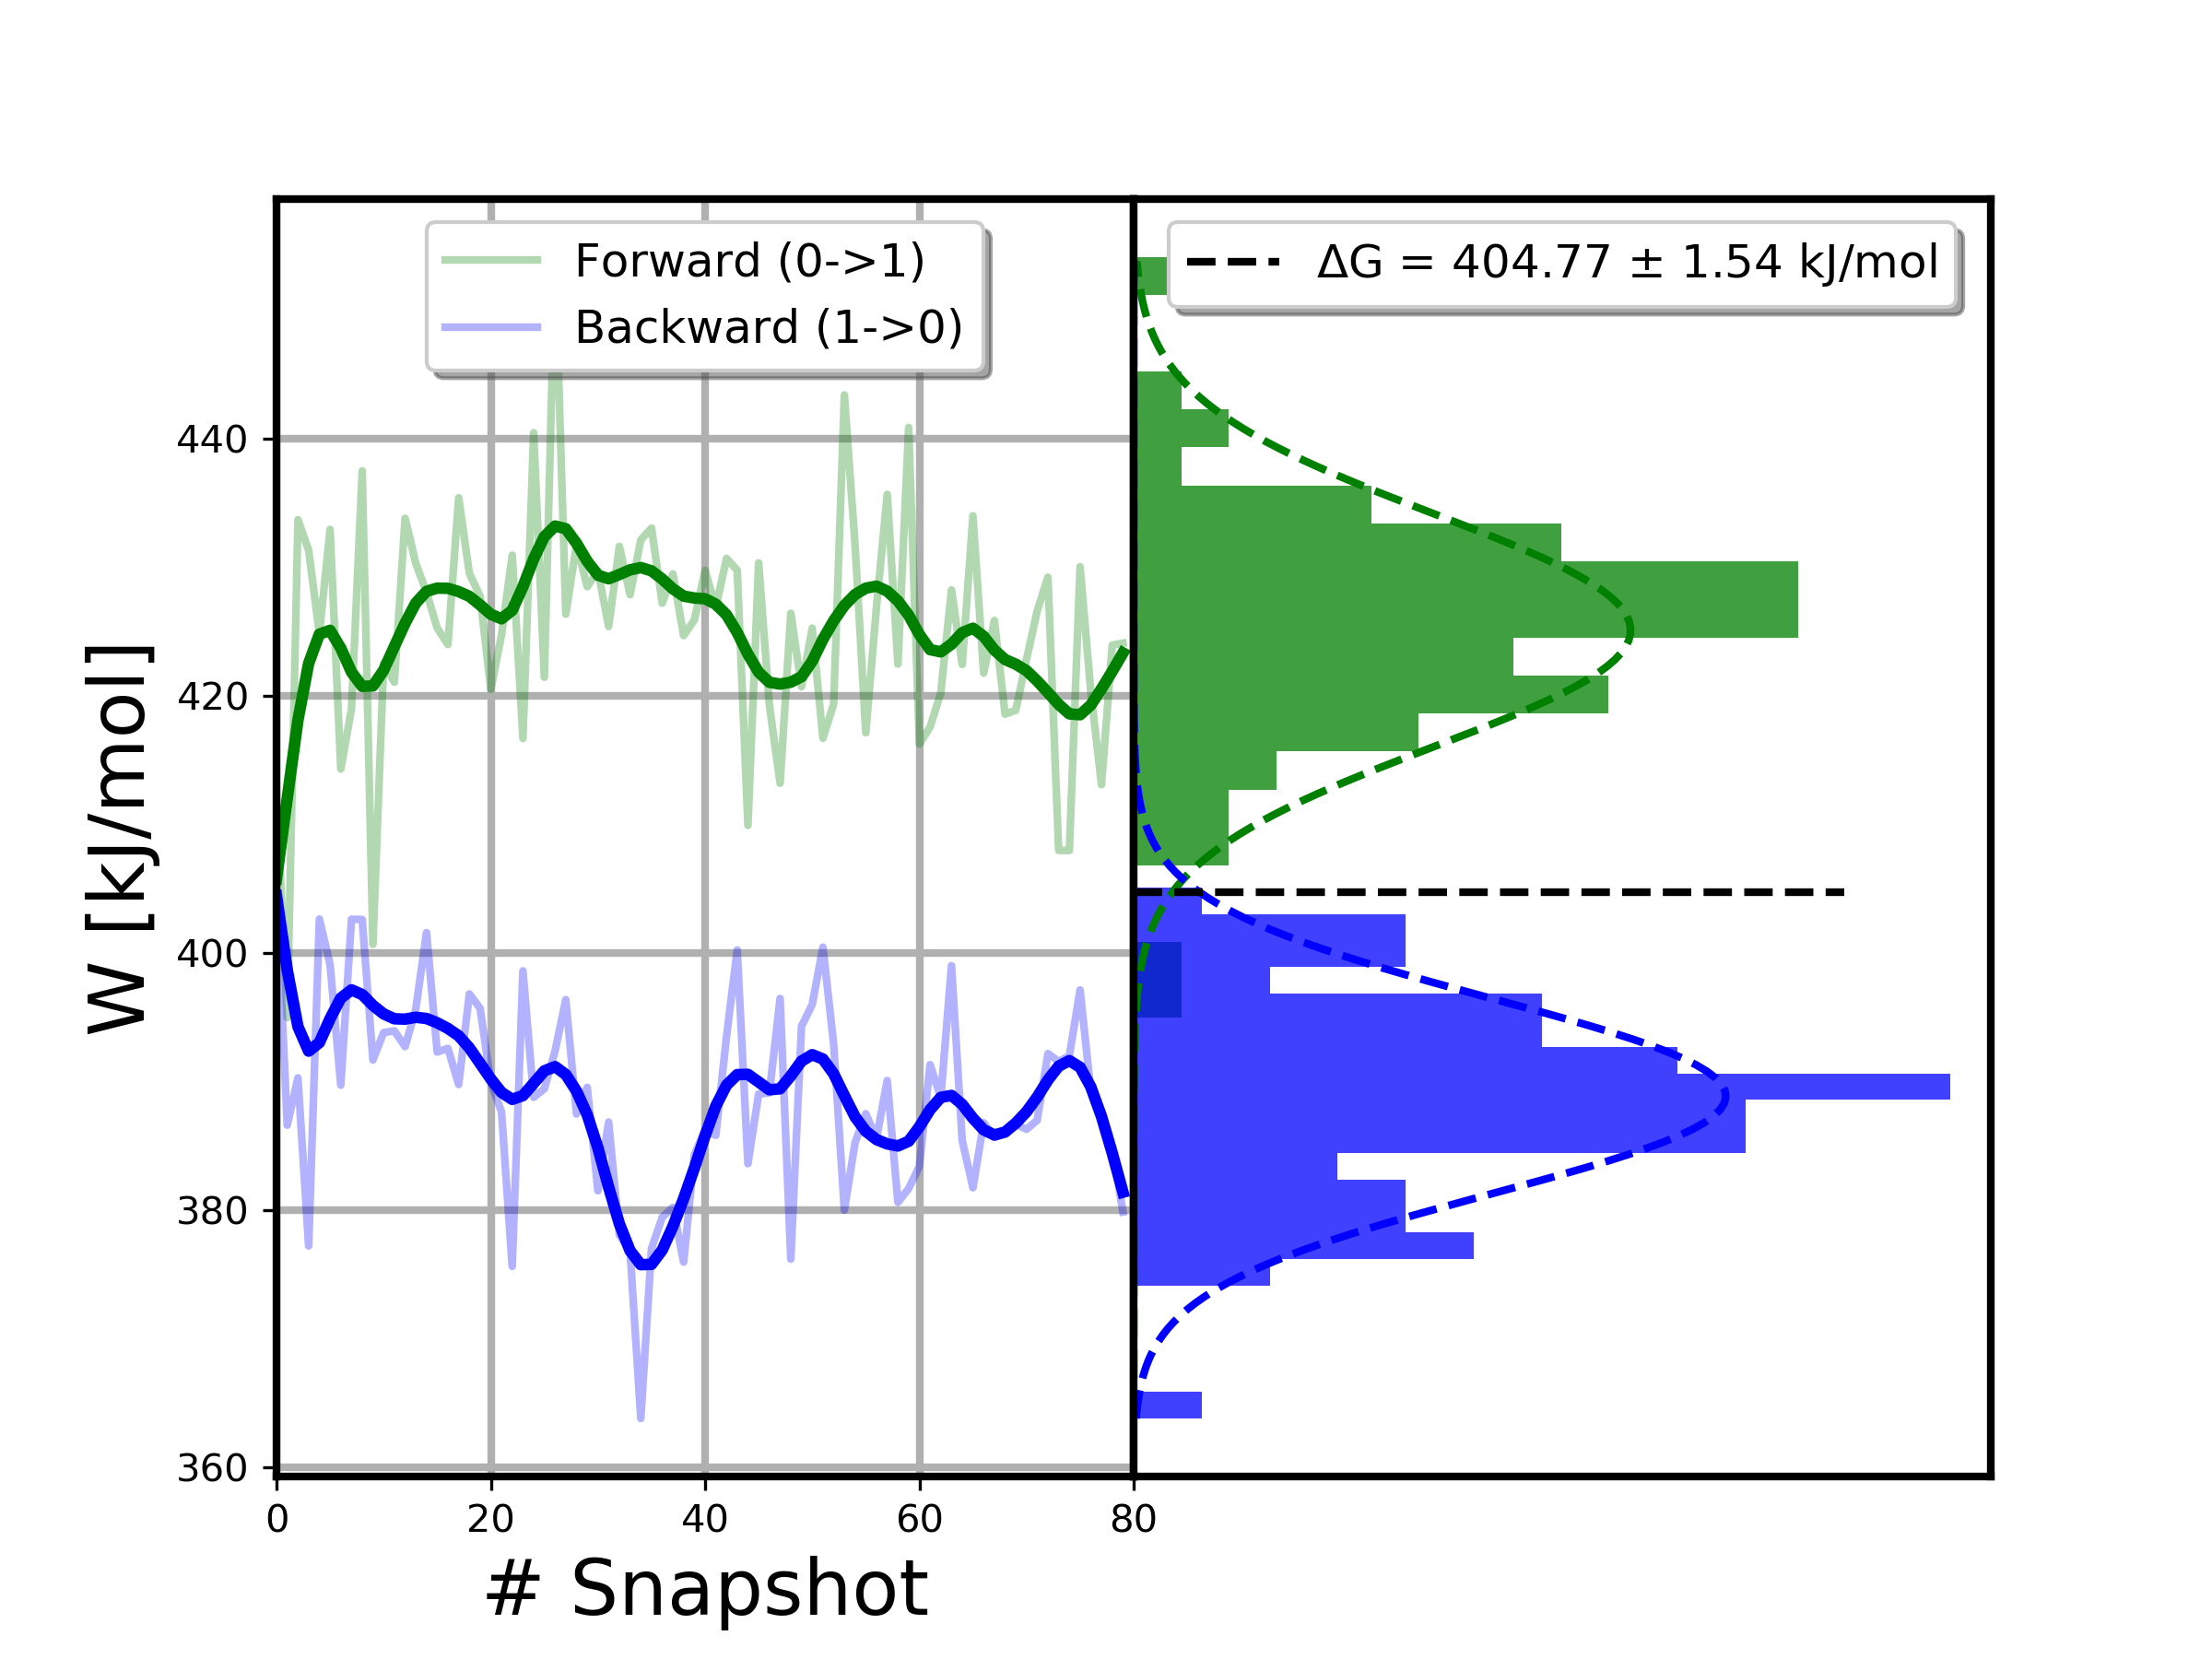 Forward (0->1)
Backward (1->0)
ΔG = 404.77 ± 1.54 kJ/mol
W [kJ/mol]
440
420
400
380
360
0 20 40 60 80
# Snapshot